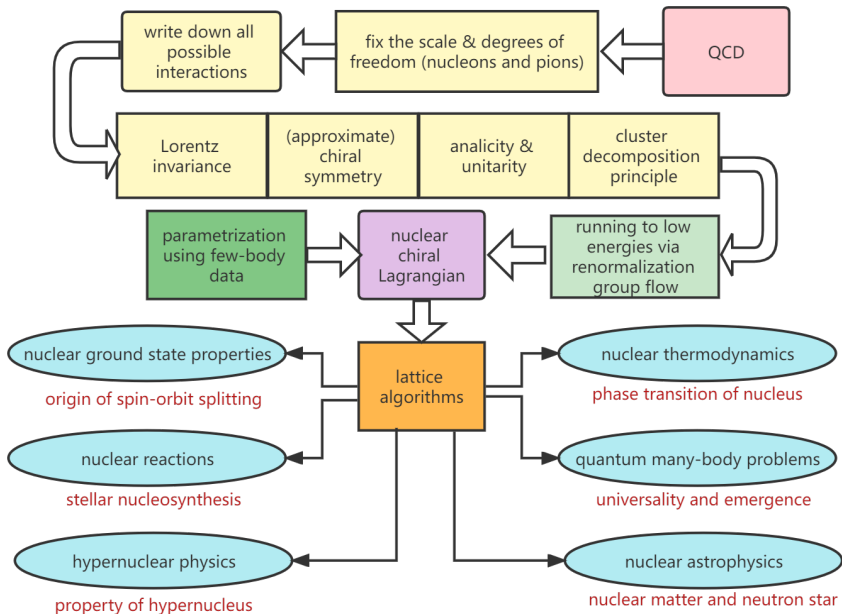 write down all
possible
interactions
fix the scale & degrees of
freedom (nucleons and pions)
QCD
Lorentz
invariance
(approximate)
chiral
symmetry
analicity &
unitarity
cluster
decomposition
principle
parametrization
using few-body
data
nuclear
chiral
Lagrangian
running to low
energies via
renormalization
group flow
nuclear ground state properties
origin of spin-orbit splitting
lattice
algorithms
nuclear thermodynamics
phase transition of nucleus
nuclear reactions
stellar nucleosynthesis
quantum many-body problems
universality and emergence
hypernuclear physics
property of hypernucleus
nuclear astrophysics
nuclear matter and neutron star